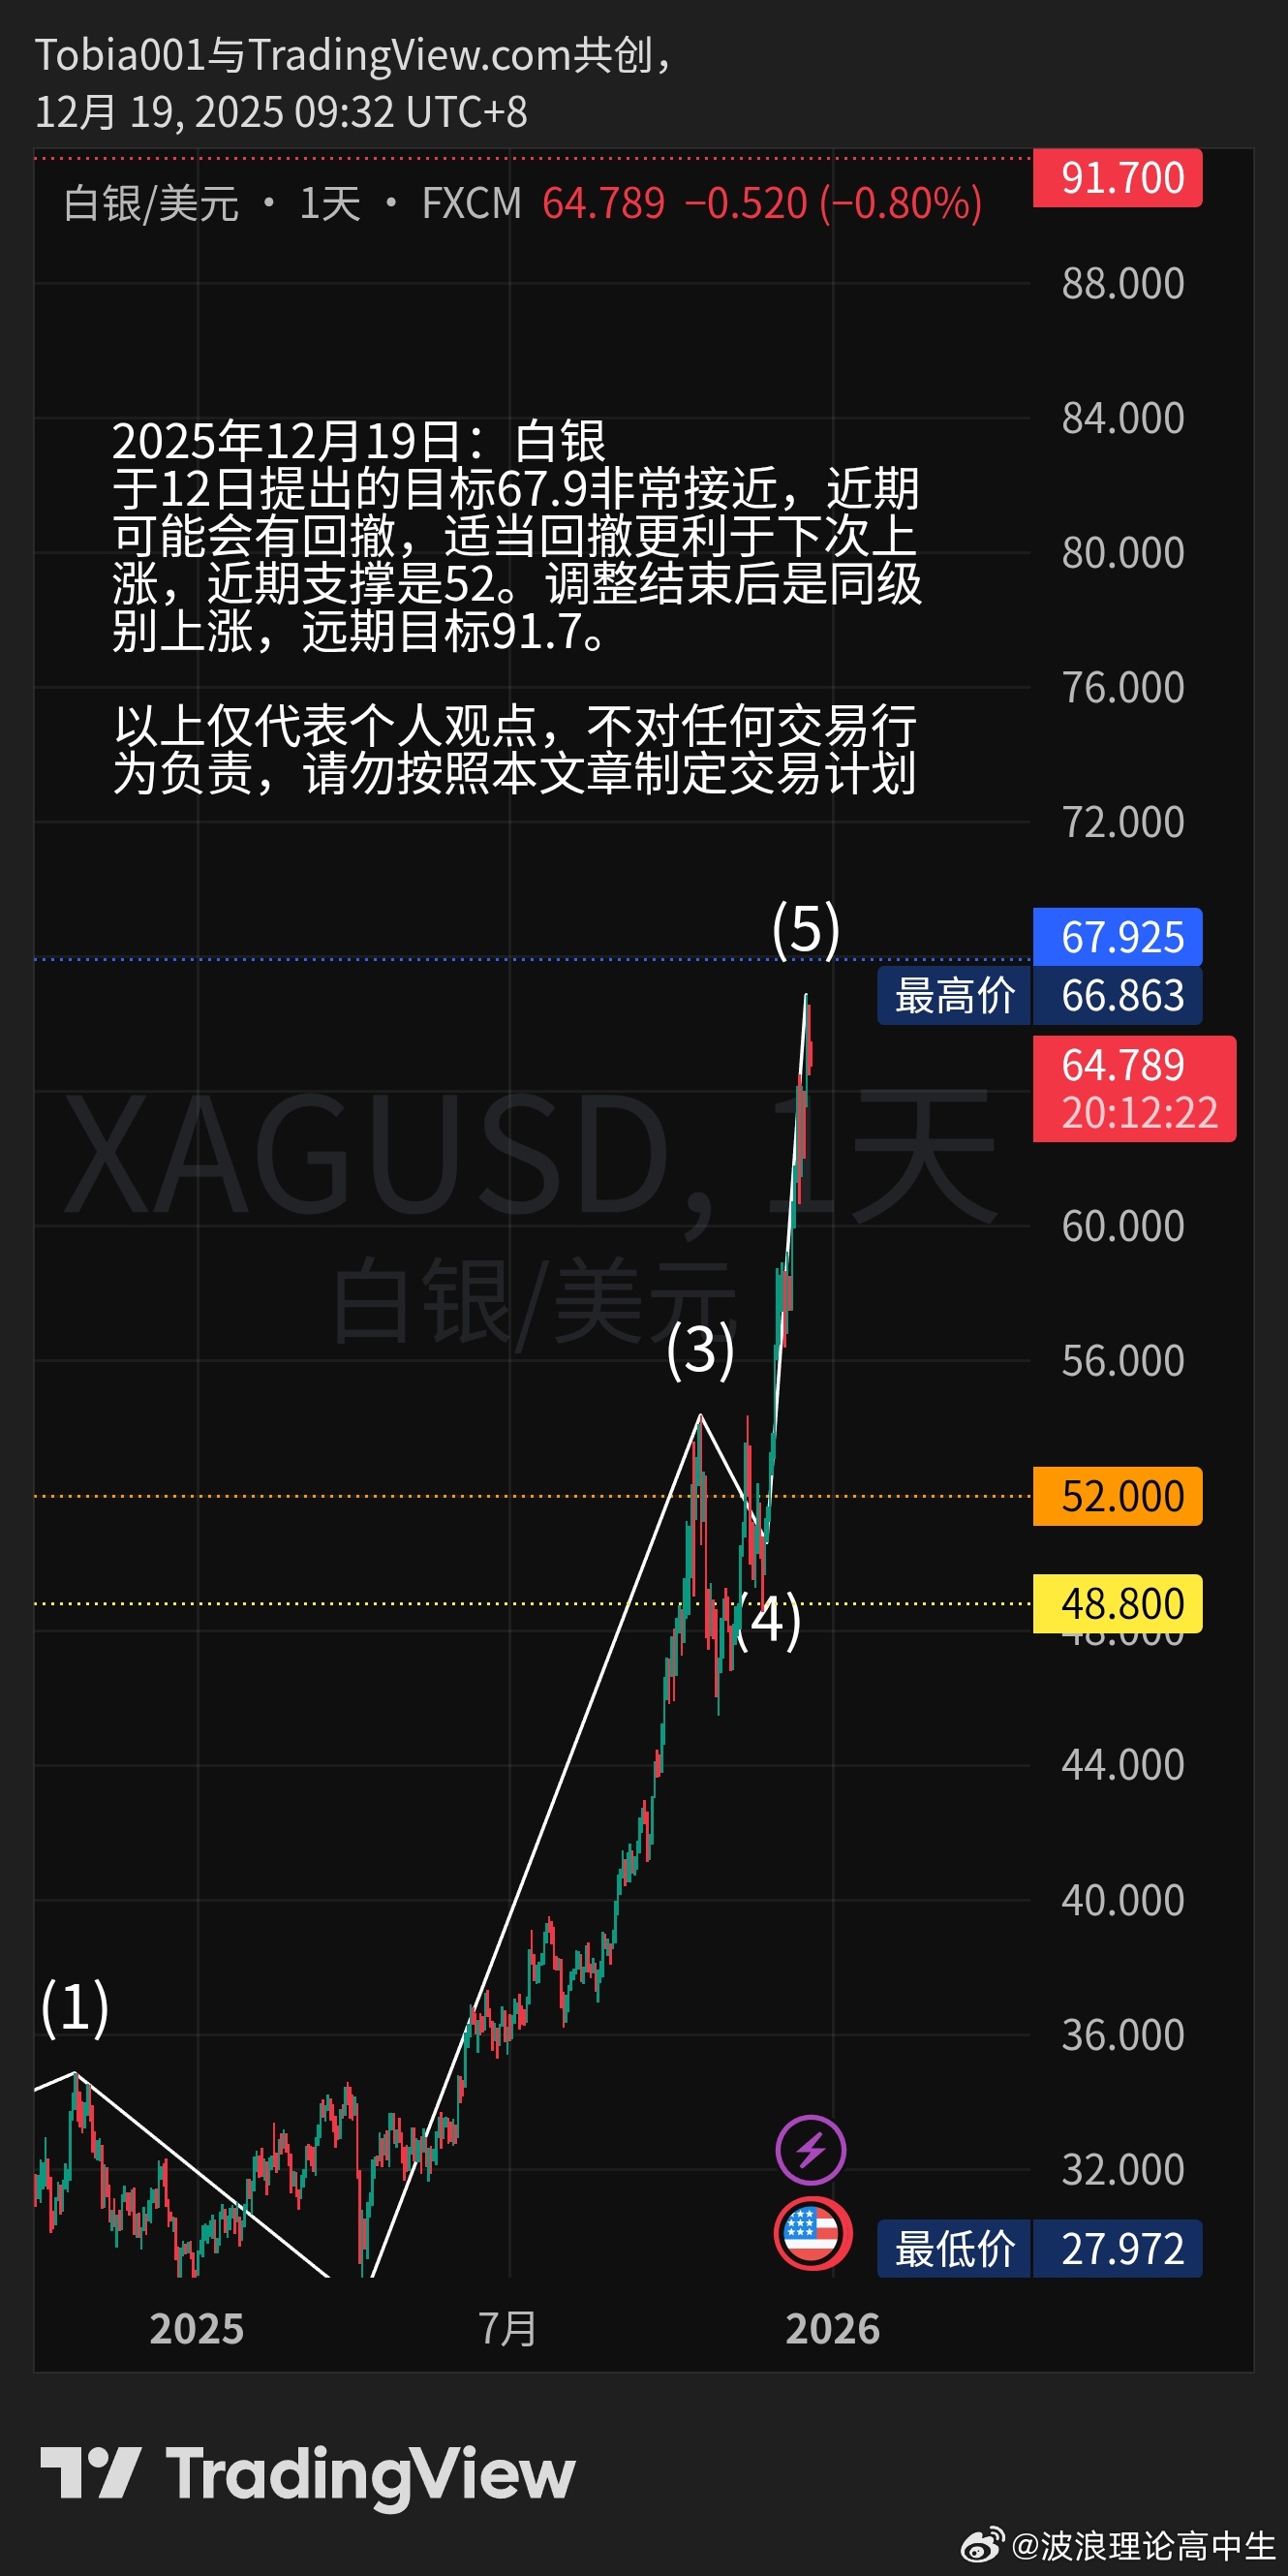 Tobia001与TradingView.com共创，
12月 19, 2025 09:32 UTC+8
91.700
白银/美元 • 1天 • FXCM 64.789 −0.520 (−0.80%)
88.000
84.000
2025年12月19日：白银
于12日提出的目标67.9非常接近，近期
可能会有回撤，适当回撤更利于下次上
涨，近期支撑是52。调整结束后是同级
别上涨，远期目标91.7。
80.000
76.000
以上仅代表个人观点，不对任何交易行
为负责，请勿按照本文章制定交易计划
72.000
(5)
67.925
最高价 66.863
64.789
20:12:22
XAGUSD, 1天
白银/美元
60.000
(3)
56.000
52.000
48.800
48.000
(4)
44.000
40.000
(1)
36.000
32.000
最低价 27.972
2025 7月 2026
TradingView
@波浪理论高中生